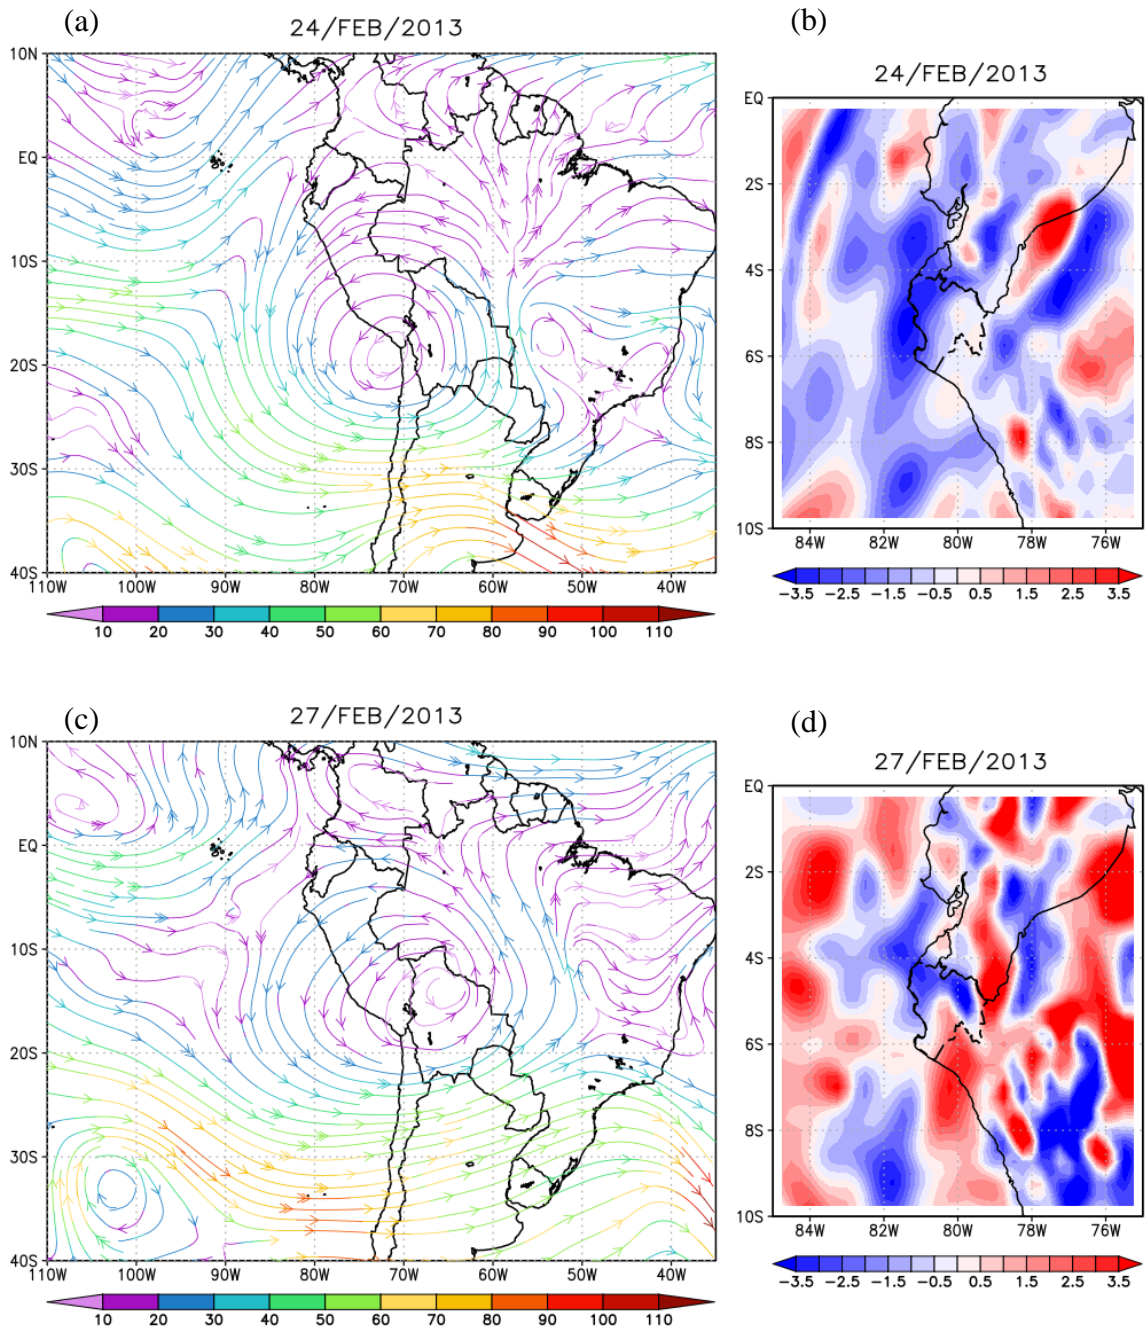 (a)
24/FEB/2013
10N
EQ
10S
20S
30S
40S
110W 100W 90W 80W 70W 60W 50W 40W
10 20 30 40 50 60 70 80 90 100 110
(b)
24/FEB/2013
EQ
2S
4S
6S
8S
10S
84W 82W 80W 78W 76W
−3.5 −2.5 −1.5 −0.5 0.5 1.5 2.5 3.5
(c)
27/FEB/2013
10N
EQ
10S
20S
30S
40S
110W 100W 90W 80W 70W 60W 50W 40W
10 20 30 40 50 60 70 80 90 100 110
(d)
27/FEB/2013
EQ
2S
4S
6S
8S
10S
84W 82W 80W 78W 76W
−3.5 −2.5 −1.5 −0.5 0.5 1.5 2.5 3.5